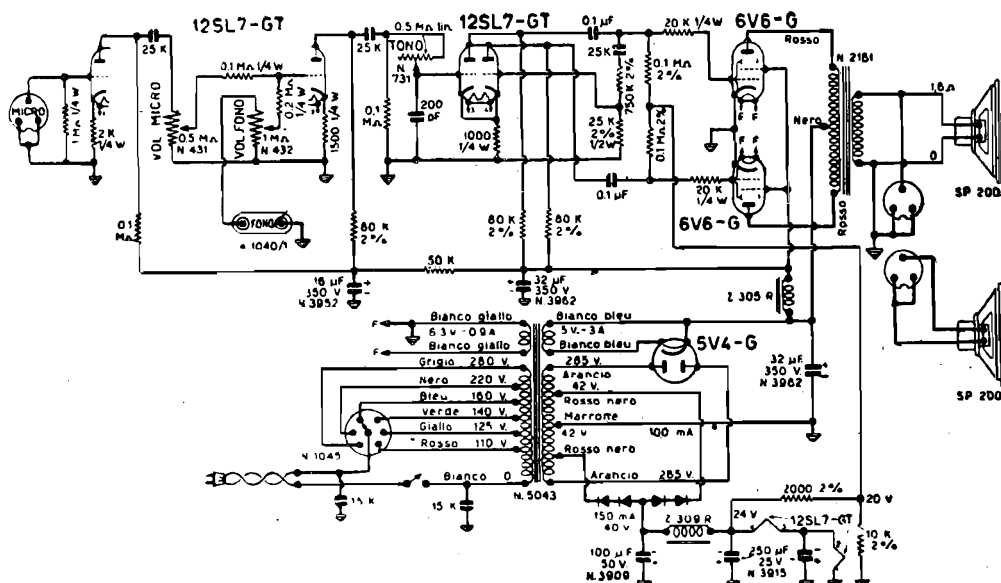 12SL7-GT
12SL7-GT
6V6-G
0.5 MΩ lin.
TONO
N.
731
0.1 µF
20 K 1/4 W
Rosso
N 2181
25 K
25 K
25 K
750 K 2%
0.1 MΩ
2%
MICRO
1 MΩ 1/4 W
2 K
1/4 W
VOL MICRO
0.1 MΩ 1/4 W
0.2 MΩ
1/4 W
0.5 MΩ
N 431
VOL. FONO
1 MΩ
N 432
1500 1/4 W
0.1
MΩ
200
pF
1000
1/4 W
25 K
2%
1/2 W
0.1 MΩ 2%
0.1 µF
20 K
1/4 W
Nero
1,8 Ω
0
SP 200
6V6-G
Rosso
FONO
n 1040/1
0.1
MΩ
80 K
2%
80 K
2%
80 K
2%
50 K
16 µF
350 V
N 3952
32 µF
350 V
N 3962
Z 305 R
Bianco giallo
6.3 V - 0.9 A
Bianco giallo
F
F
Bianco bleu
5 V. - 3 A
Bianco bleu
5V4-G
Grigio 280 V.
Nero 220 V.
Bleu 160 V.
Verde 140 V.
Giallo 125 V.
Rosso 110 V.
Bianco 0
285 V.
Arancio
42 V.
Rosso nero
Marrone
42 V
100 mA
Rosso nero
Arancio 285 V.
32 µF
350 V.
N 3962
SP 200
N 1045
15 K
15 K
N. 5043
150 mA
40 V
Z 309 R
2000 2%
20 V
24 V
12SL7-GT
10 K
2%
100 µF
50 V.
N. 3909
250 µF
25 V
N 3915